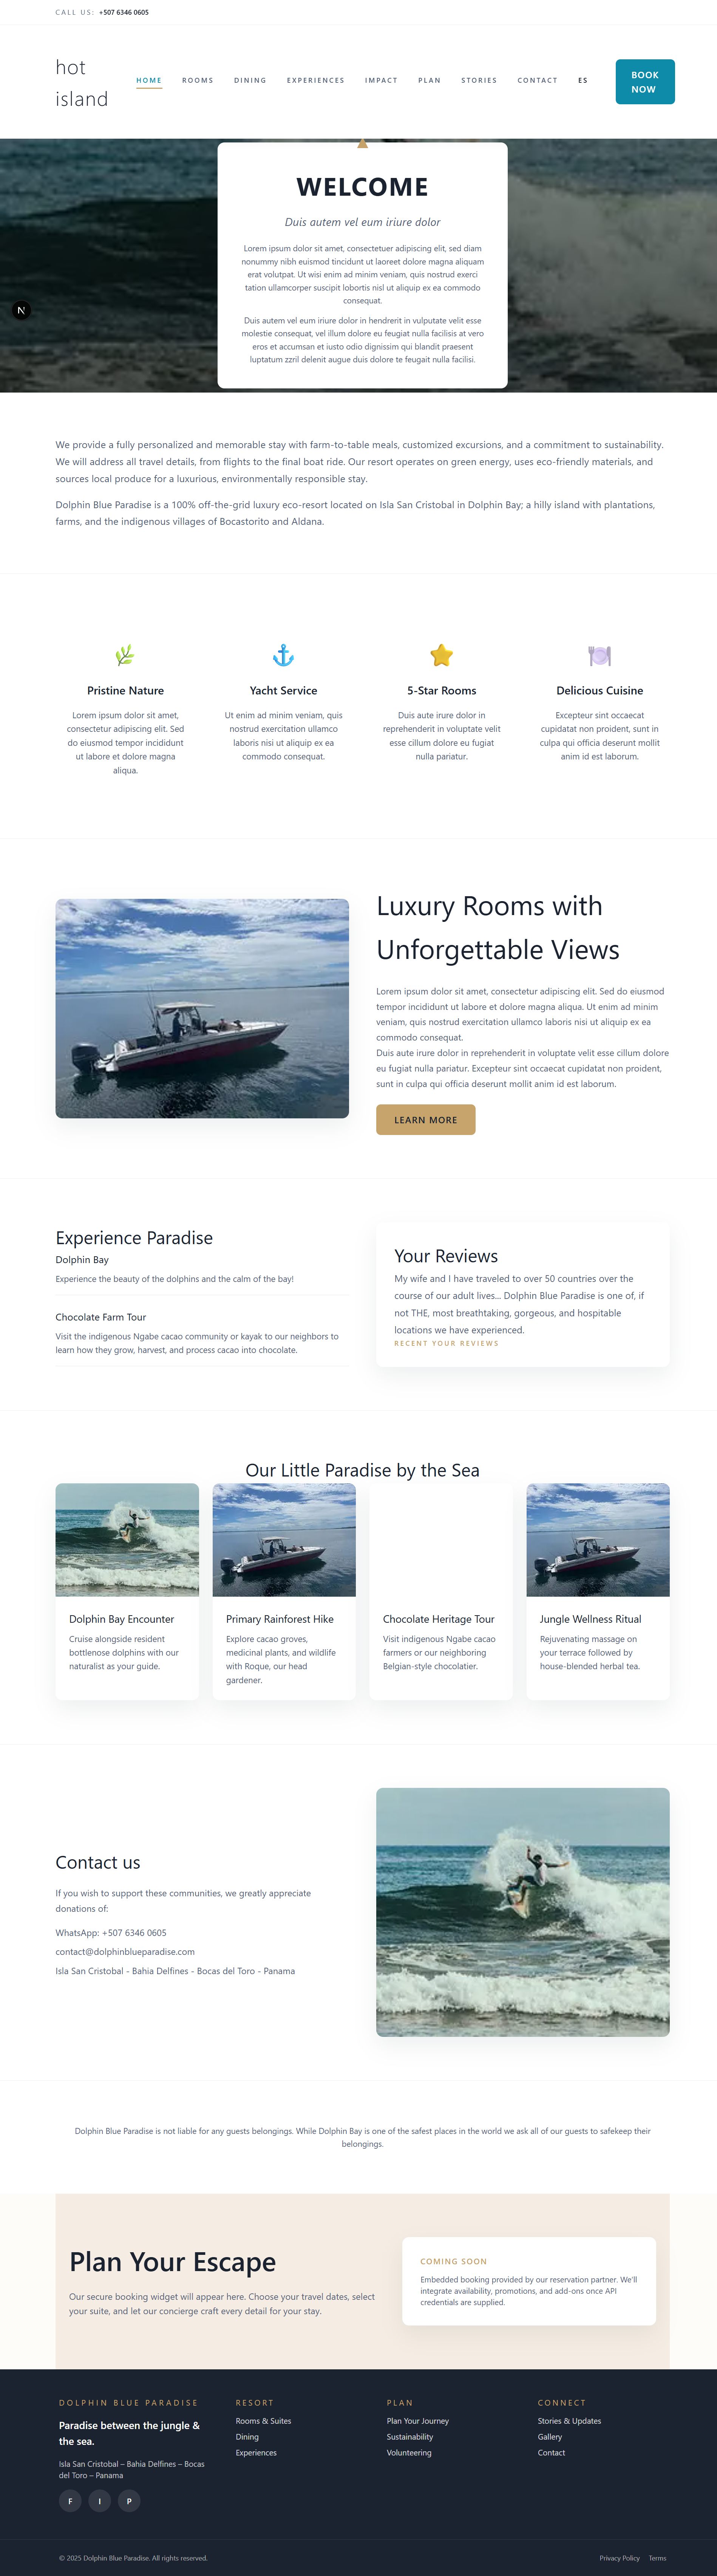 CALL US: +507 6346 0605
hot
island
HOME ROOMS DINING EXPERIENCES IMPACT PLAN STORIES CONTACT ES
BOOK
NOW
WELCOME
Duis autem vel eum iriure dolor
Lorem ipsum dolor sit amet, consectetuer adipiscing elit, sed diam
nonummy nibh euismod tincidunt ut laoreet dolore magna aliquam
erat volutpat. Ut wisi enim ad minim veniam, quis nostrud exerci
tation ullamcorper suscipit lobortis nisl ut aliquip ex ea commodo
consequat.
Duis autem vel eum iriure dolor in hendrerit in vulputate velit esse
molestie consequat, vel illum dolore eu feugiat nulla facilisis at vero
eros et accumsan et iusto odio dignissim qui blandit praesent
luptatum zzril delenit augue duis dolore te feugait nulla facilisi.
N
We provide a fully personalized and memorable stay with farm-to-table meals, customized excursions, and a commitment to sustainability.
We will address all travel details, from flights to the final boat ride. Our resort operates on green energy, uses eco-friendly materials, and
sources local produce for a luxurious, environmentally responsible stay.
Dolphin Blue Paradise is a 100% off-the-grid luxury eco-resort located on Isla San Cristobal in Dolphin Bay; a hilly island with plantations,
farms, and the indigenous villages of Bocastorito and Aldana.
Pristine Nature
Lorem ipsum dolor sit amet,
consectetur adipiscing elit. Sed
do eiusmod tempor incididunt
ut labore et dolore magna
aliqua.
Yacht Service
Ut enim ad minim veniam, quis
nostrud exercitation ullamco
laboris nisi ut aliquip ex ea
commodo consequat.
5-Star Rooms
Duis aute irure dolor in
reprehenderit in voluptate velit
esse cillum dolore eu fugiat
nulla pariatur.
Delicious Cuisine
Excepteur sint occaecat
cupidatat non proident, sunt in
culpa qui officia deserunt mollit
anim id est laborum.
Luxury Rooms with
Unforgettable Views
Lorem ipsum dolor sit amet, consectetur adipiscing elit. Sed do eiusmod
tempor incididunt ut labore et dolore magna aliqua. Ut enim ad minim
veniam, quis nostrud exercitation ullamco laboris nisi ut aliquip ex ea
commodo consequat.
Duis aute irure dolor in reprehenderit in voluptate velit esse cillum dolore
eu fugiat nulla pariatur. Excepteur sint occaecat cupidatat non proident,
sunt in culpa qui officia deserunt mollit anim id est laborum.
LEARN MORE
Experience Paradise
Dolphin Bay
Experience the beauty of the dolphins and the calm of the bay!
Chocolate Farm Tour
Visit the indigenous Ngabe cacao community or kayak to our neighbors to
learn how they grow, harvest, and process cacao into chocolate.
Your Reviews
My wife and I have traveled to over 50 countries over the
course of our adult lives... Dolphin Blue Paradise is one of, if
not THE, most breathtaking, gorgeous, and hospitable
locations we have experienced.
RECENT YOUR REVIEWS
Our Little Paradise by the Sea
Dolphin Bay Encounter
Cruise alongside resident
bottlenose dolphins with our
naturalist as your guide.
Primary Rainforest Hike
Explore cacao groves,
medicinal plants, and wildlife
with Roque, our head
gardener.
Chocolate Heritage Tour
Visit indigenous Ngabe cacao
farmers or our neighboring
Belgian-style chocolatier.
Jungle Wellness Ritual
Rejuvenating massage on
your terrace followed by
house-blended herbal tea.
Contact us
If you wish to support these communities, we greatly appreciate
donations of:
WhatsApp: +507 6346 0605
contact@dolphinblueparadise.com
Isla San Cristobal - Bahia Delfines - Bocas del Toro - Panama
Dolphin Blue Paradise is not liable for any guests belongings. While Dolphin Bay is one of the safest places in the world we ask all of our guests to safekeep their
belongings.
Plan Your Escape
Our secure booking widget will appear here. Choose your travel dates, select
your suite, and let our concierge craft every detail for your stay.
COMING SOON
Embedded booking provided by our reservation partner. We'll
integrate availability, promotions, and add-ons once API
credentials are supplied.
DOLPHIN BLUE PARADISE
Paradise between the jungle &
the sea.
Isla San Cristobal – Bahia Delfines – Bocas
del Toro – Panama
F I P
RESORT
Rooms & Suites
Dining
Experiences
PLAN
Plan Your Journey
Sustainability
Volunteering
CONNECT
Stories & Updates
Gallery
Contact
© 2025 Dolphin Blue Paradise. All rights reserved.
Privacy Policy Terms